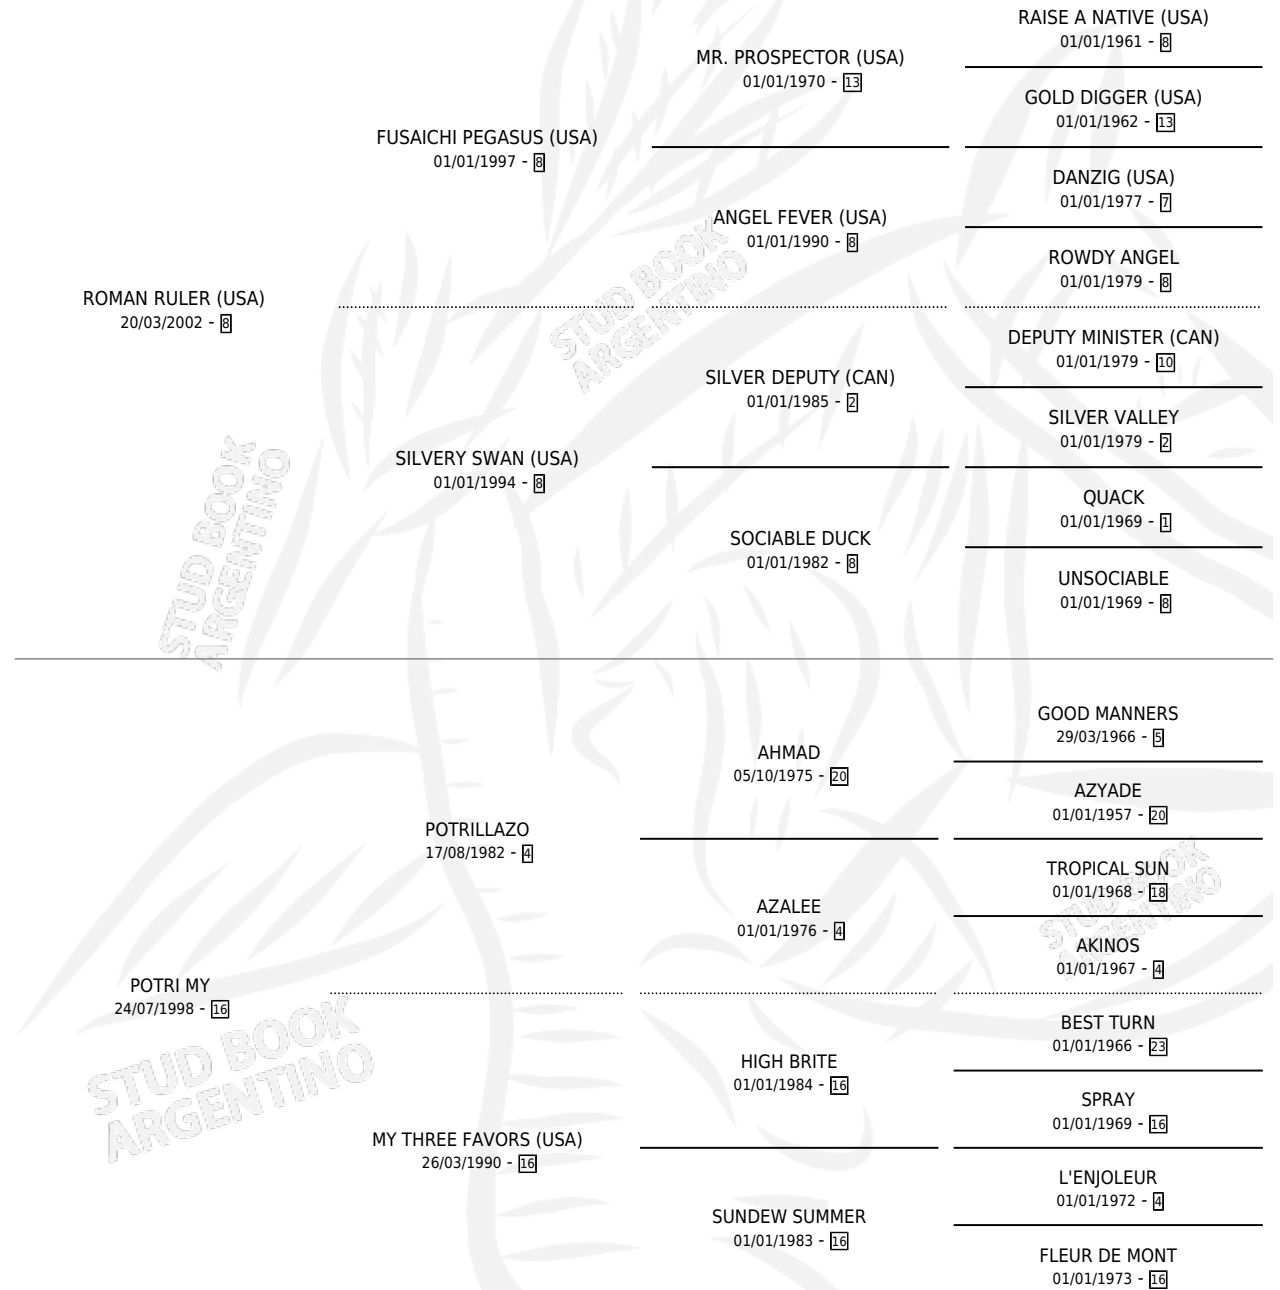 RAISE A NATIVE (USA)
01/01/1961 - 8
MR. PROSPECTOR (USA)
01/01/1970 - 13
GOLD DIGGER (USA)
01/01/1962 - 13
FUSAICHI PEGASUS (USA)
01/01/1997 - 8
DANZIG (USA)
01/01/1977 - 7
ANGEL FEVER (USA)
01/01/1990 - 8
ROWDY ANGEL
01/01/1979 - 8
STUD BOOK
ARGENTINO
ROMAN RULER (USA)
20/03/2002 - 8
DEPUTY MINISTER (CAN)
01/01/1979 - 10
SILVER DEPUTY (CAN)
01/01/1985 - 2
SILVER VALLEY
01/01/1979 - 2
SILVERY SWAN (USA)
01/01/1994 - 8
QUACK
01/01/1969 - 1
SOCIABLE DUCK
01/01/1982 - 8
UNSOCIABLE
01/01/1969 - 8
STUD BOOK
ARGENTINO
GOOD MANNERS
29/03/1966 - 5
AHMAD
05/10/1975 - 20
AZYADE
01/01/1957 - 20
POTRILLAZO
17/08/1982 - 4
TROPICAL SUN
01/01/1968 - 18
AZALEE
01/01/1976 - 4
AKINOS
01/01/1967 - 4
STUD BOOK
ARGENTINO
POTRI MY
24/07/1998 - 16
BEST TURN
01/01/1966 - 23
HIGH BRITE
01/01/1984 - 16
SPRAY
01/01/1969 - 16
STUD BOOK
ARGENTINO
MY THREE FAVORS (USA)
26/03/1990 - 16
L'ENJOLEUR
01/01/1972 - 4
SUNDEW SUMMER
01/01/1983 - 16
FLEUR DE MONT
01/01/1973 - 16